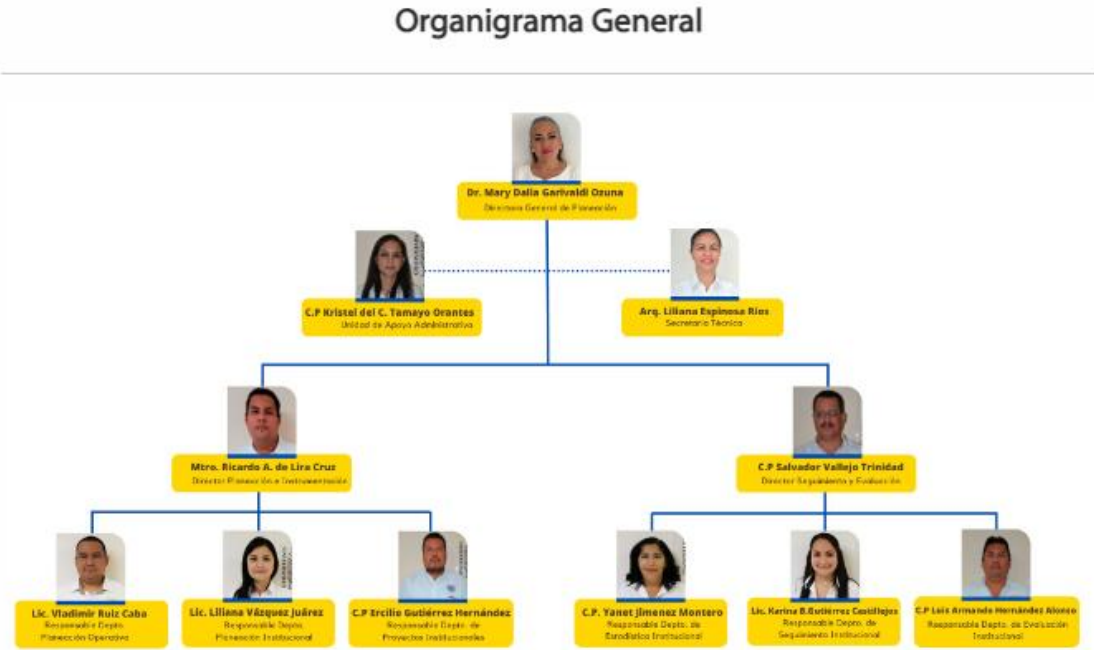 Organigrama General
Dr. Mary Dalia Garivaldi Ozuna
Directora General de Planeación
C.P Kristel del C. Tamayo Orantes
Unidad de Apoyo Administrativo
Arq. Liliana Espinosa Rios
Secretaria Técnica
Mtro. Ricardo A. de Lira Cruz
Director Planeación e Instrumentación
C.P Salvador Vallejo Trinidad
Director Seguimiento y Evaluación
Lic. Vladimir Ruiz Caba
Responsable Depto.
Planeación Operativa
Lic. Liliana Vázquez Juárez
Responsable Depto.
Planeación Institucional
C.P Ercilio Gutiérrez Hernández
Responsable Depto. de
Proyectos Institucionales
C.P. Yanet Jimenez Montero
Responsable Depto. de
Estadística Institucional
Lic. Karina B.Gutiérrez Castillejos
Responsable Depto. de
Seguimiento Institucional
C.P Luis Armando Hernández Alonso
Responsable Depto. de Evaluación
Institucional